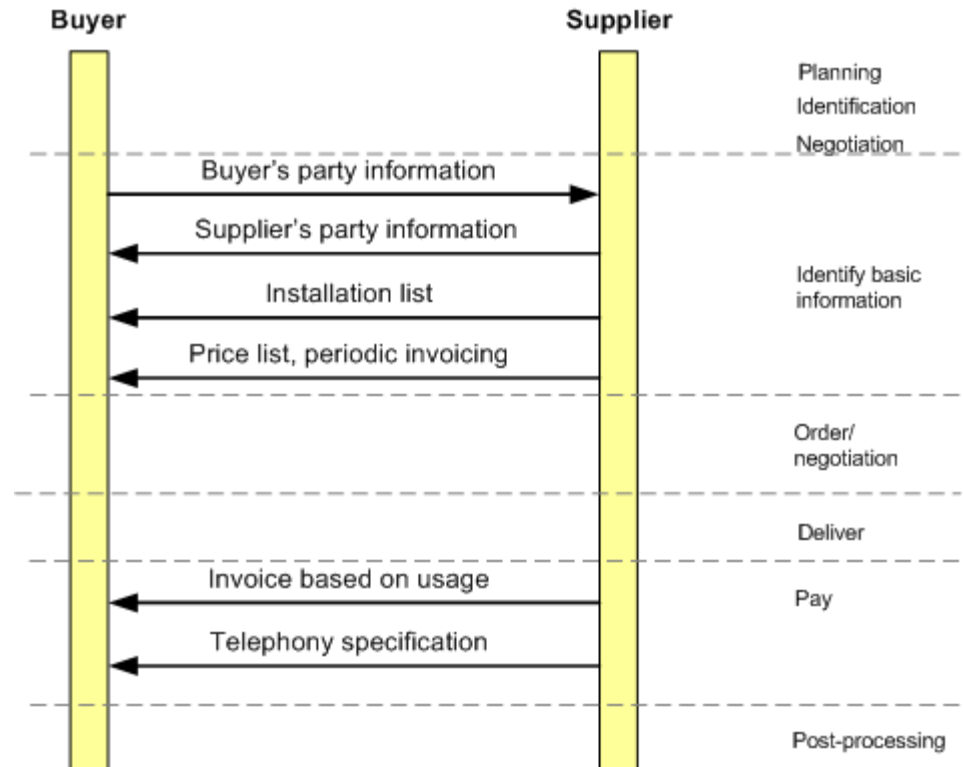 Buyer
Supplier
Planning
Identification
Negotiation
Buyer's party information
Supplier's party information
Identify basic
information
Installation list
Price list, periodic invoicing
Order/
negotiation
Deliver
Invoice based on usage
Pay
Telephony specification
Post-processing